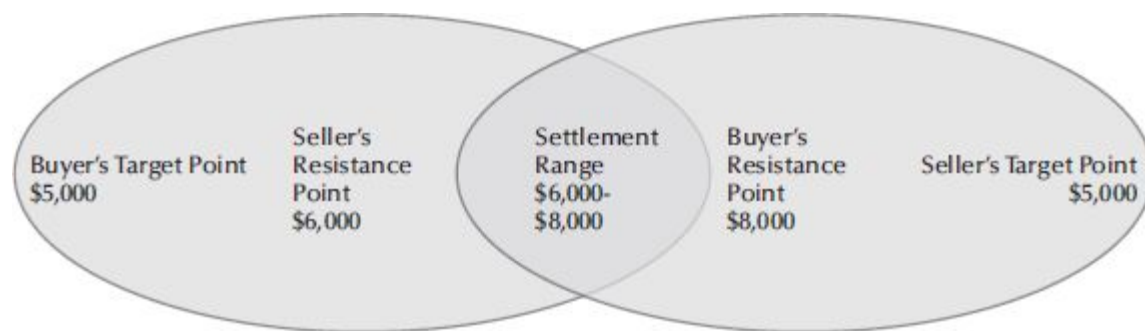 Buyer's Target Point
$5,000
Seller's
Resistance
Point
$6,000
Settlement
Range
$6,000-
$8,000
Buyer's
Resistance
Point
$8,000
Seller's Target Point
$5,000